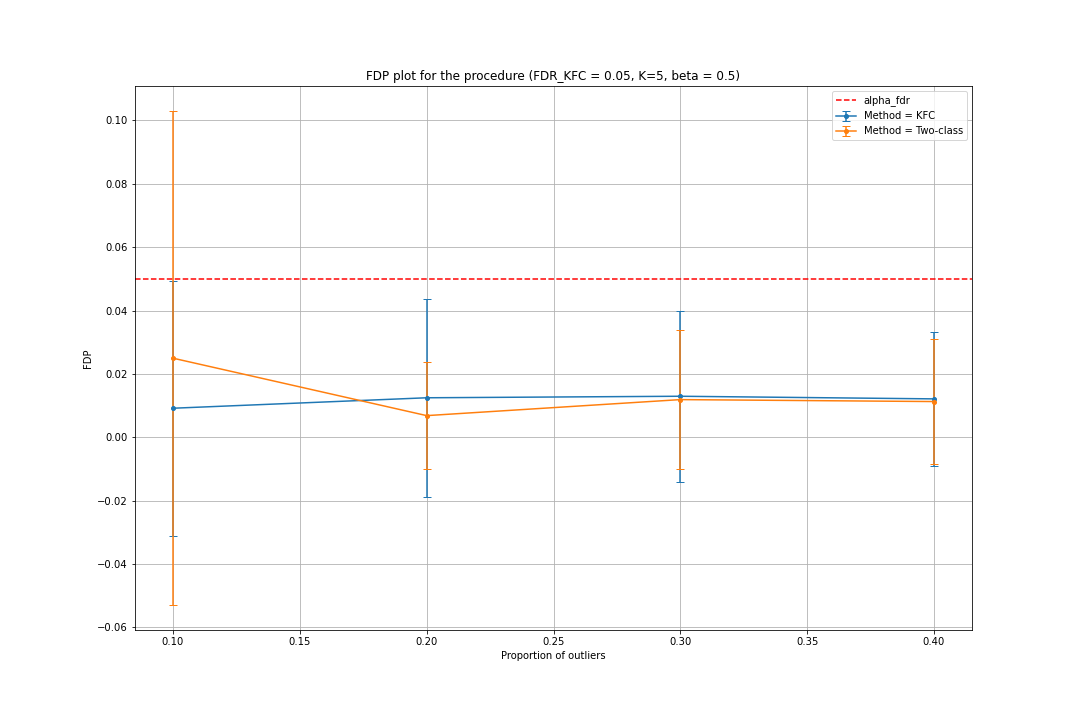 FDP plot for the procedure (FDR_KFC = 0.05, K=5, beta = 0.5)
alpha_fdr
Method = KFC
Method = Two-class
0.10
0.08
0.06
0.04
0.02
0.00
−0.02
−0.04
−0.06
FDP
0.10 0.15 0.20 0.25 0.30 0.35 0.40
Proportion of outliers